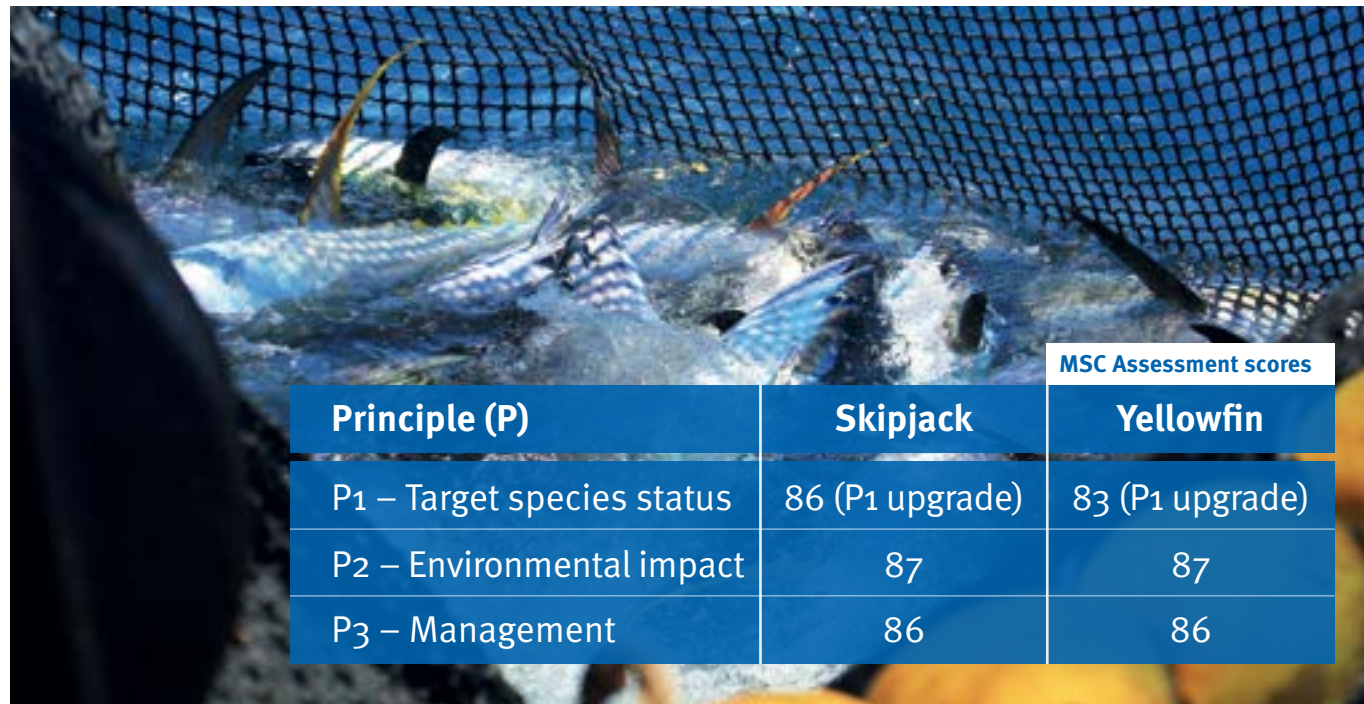 MSC Assessment scores
Principle (P) Skipjack Yellowfin
P1 – Target species status 86 (P1 upgrade) 83 (P1 upgrade)
P2 – Environmental impact 87 87
P3 – Management 86 86